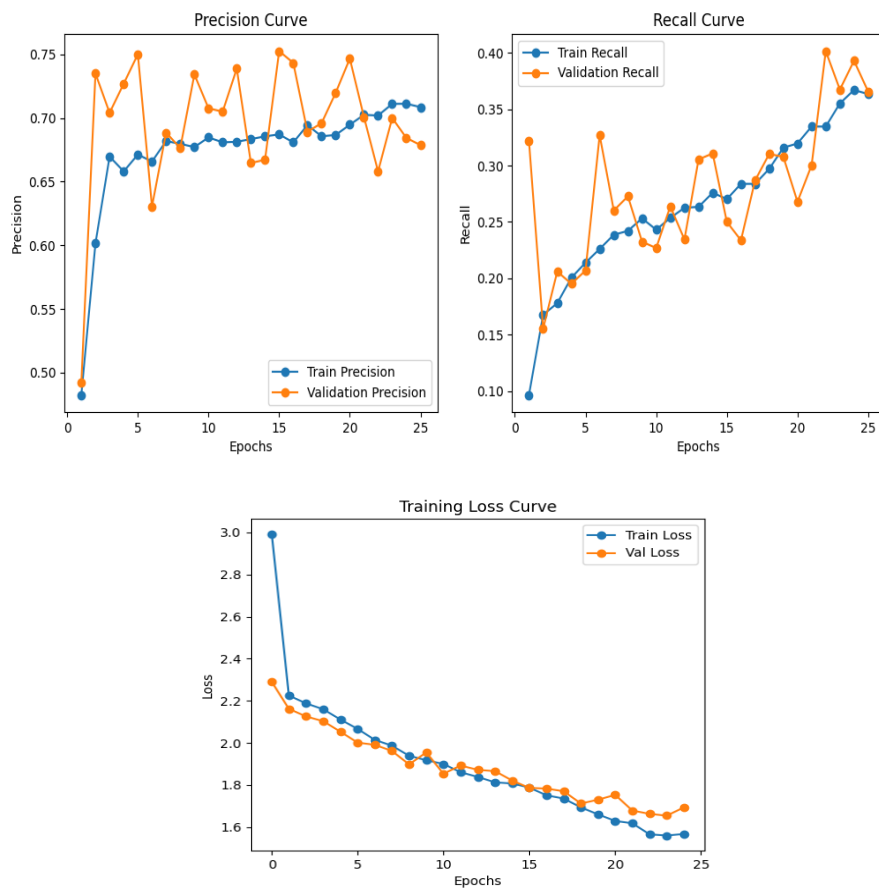 Precision Curve
0.75
0.70
0.65
0.60
0.55
0.50
Precision
Train Precision
Validation Precision
0 5 10 15 20 25
Epochs
Recall Curve
0.40
0.35
0.30
0.25
0.20
0.15
0.10
Recall
Train Recall
Validation Recall
0 5 10 15 20 25
Epochs
Training Loss Curve
3.0
2.8
2.6
2.4
2.2
2.0
1.8
1.6
Loss
Train Loss
Val Loss
0 5 10 15 20 25
Epochs